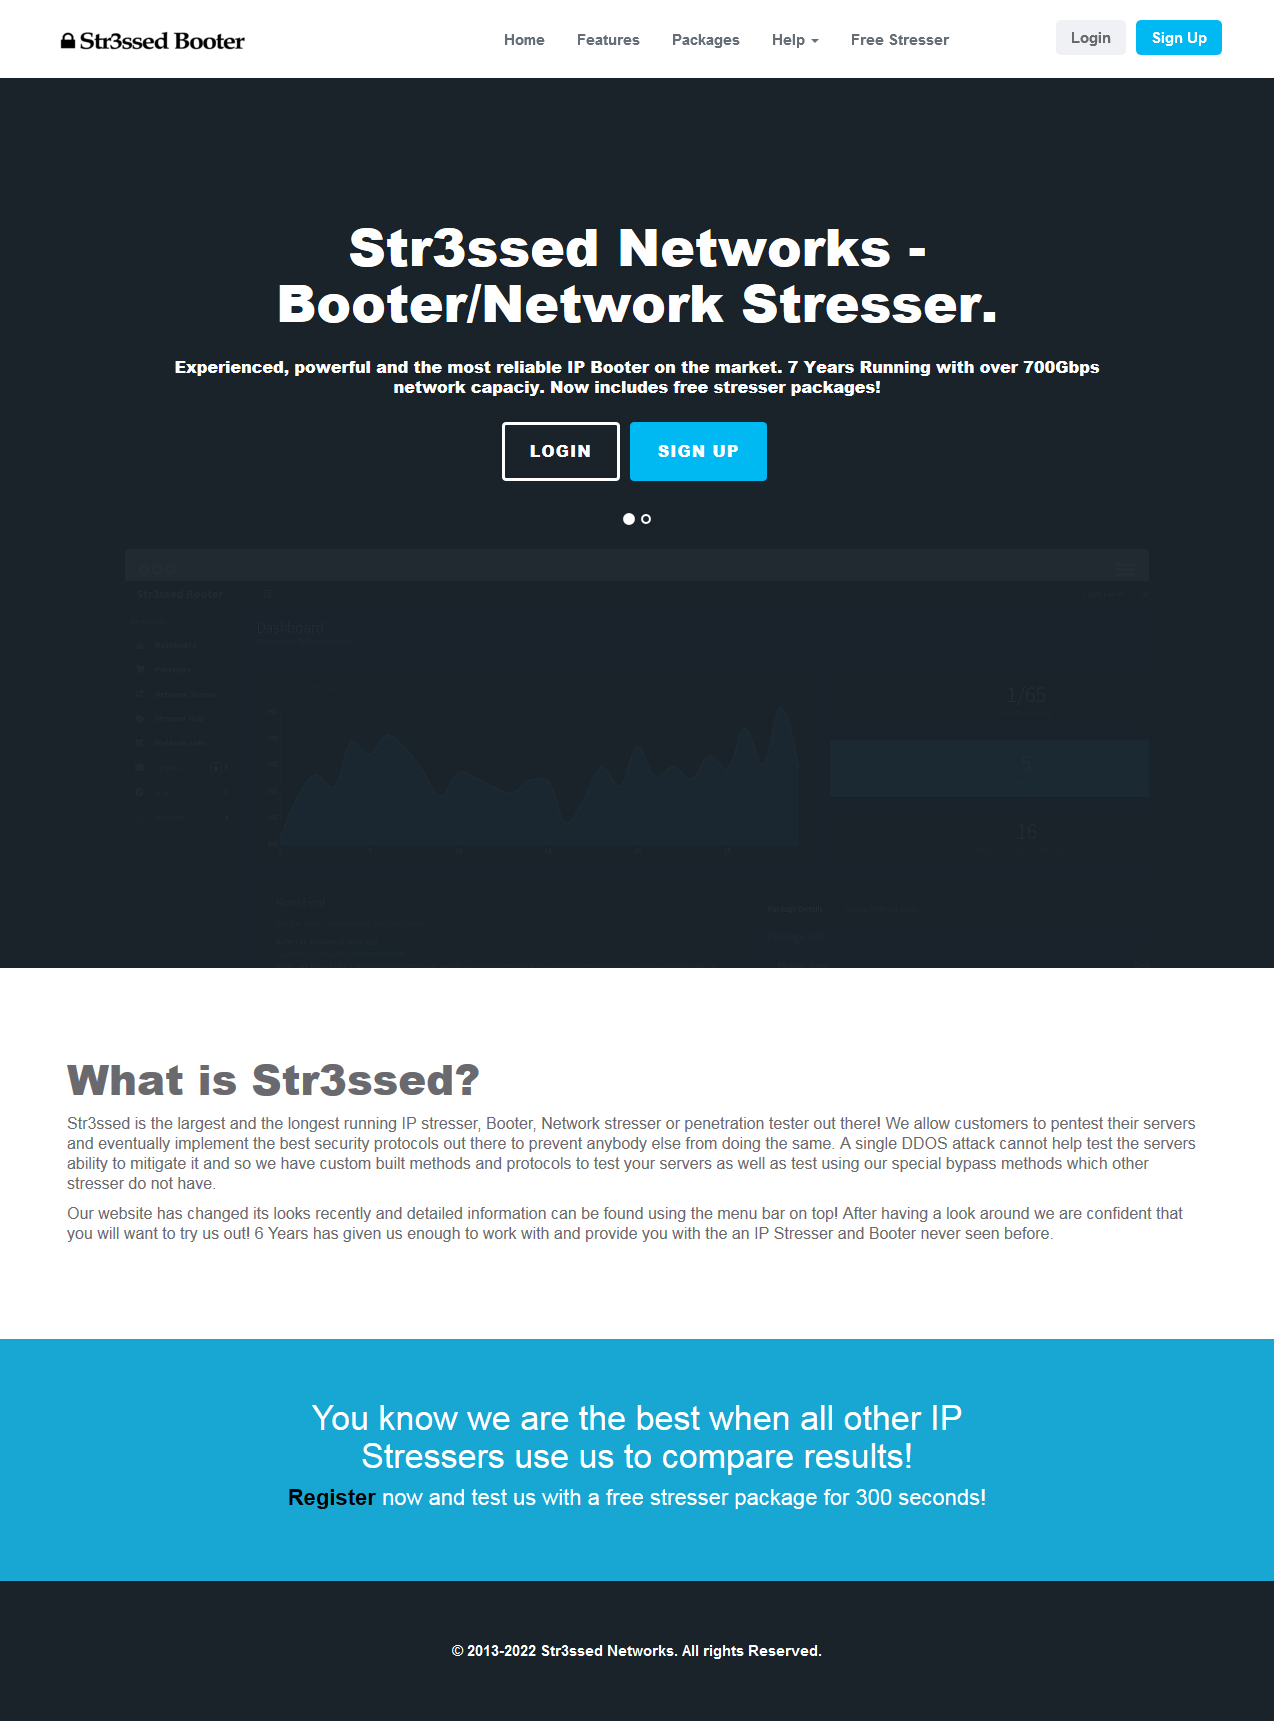 Str3ssed Booter
Home
Features
Packages
Help
Free Stresser
Login
Sign Up
Str3ssed Networks -
Booter/Network Stresser.
Experienced, powerful and the most reliable IP Booter on the market. 7 Years Running with over 700Gbps
network capaciy. Now includes free stresser packages!
LOGIN
SIGN UP
Str3ssed Booter
Dashboard
1/65
5
16
What is Str3ssed?
Str3ssed is the largest and the longest running IP stresser, Booter, Network stresser or penetration tester out there! We allow customers to pentest their servers
and eventually implement the best security protocols out there to prevent anybody else from doing the same. A single DDOS attack cannot help test the servers
ability to mitigate it and so we have custom built methods and protocols to test your servers as well as test using our special bypass methods which other
stresser do not have.
Our website has changed its looks recently and detailed information can be found using the menu bar on top! After having a look around we are confident that
you will want to try us out! 6 Years has given us enough to work with and provide you with the an IP Stresser and Booter never seen before.
You know we are the best when all other IP
Stressers use us to compare results!
Register now and test us with a free stresser package for 300 seconds!
© 2013-2022 Str3ssed Networks. All rights Reserved.